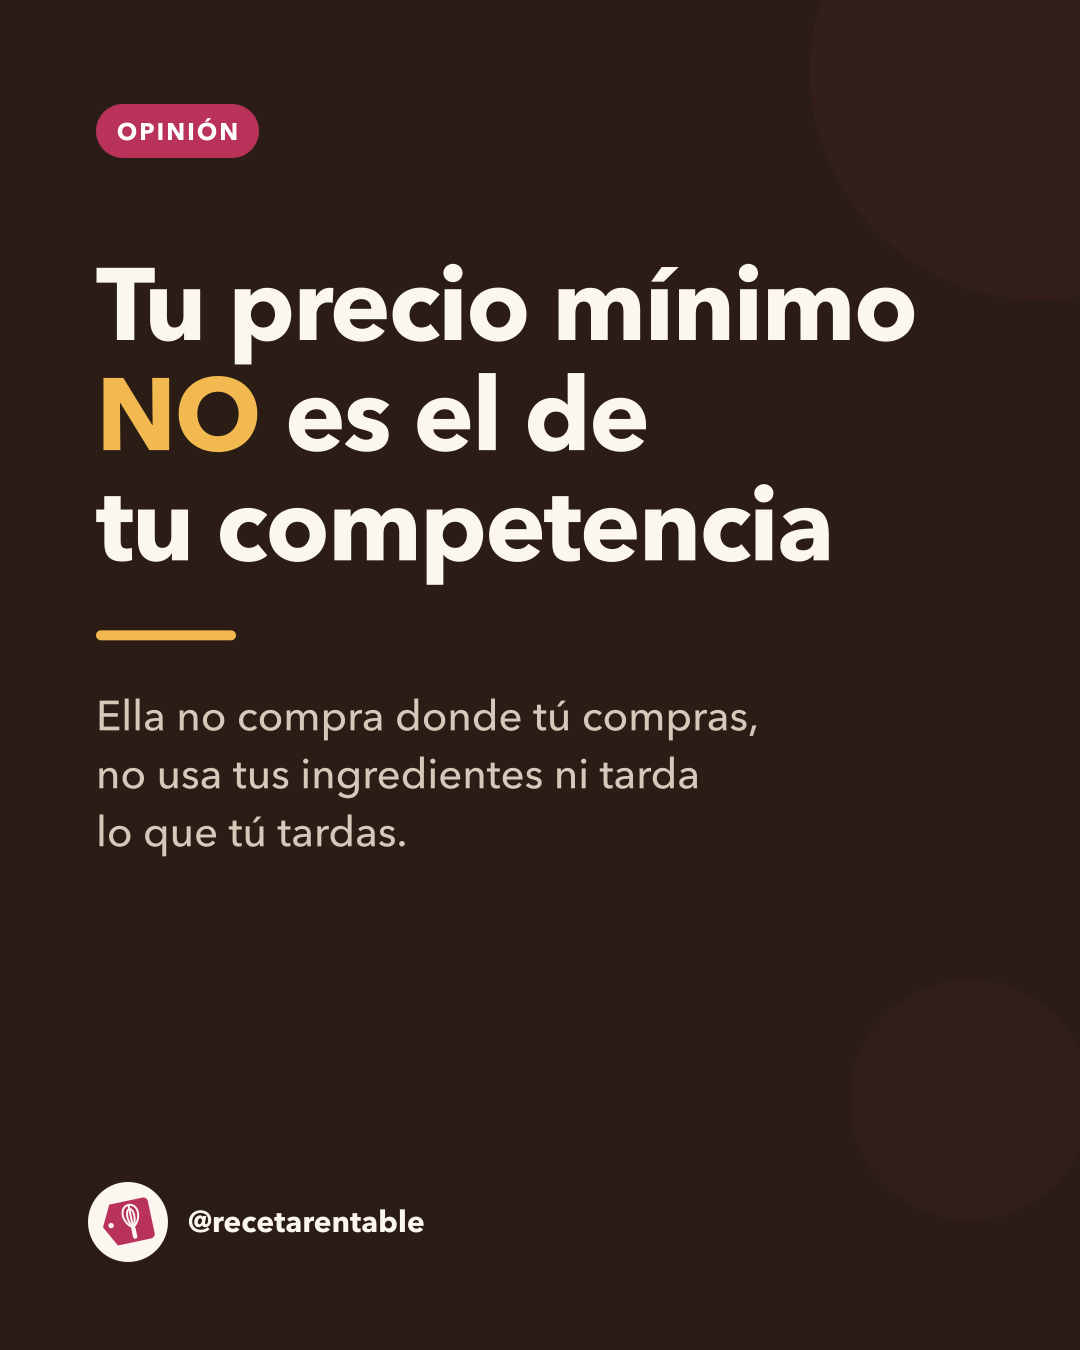 OPINIÓN
Tu precio mínimo
NO es el de
tu competencia
Ella no compra donde tú compras,
no usa tus ingredientes ni tarda
lo que tú tardas.
@recetarentable